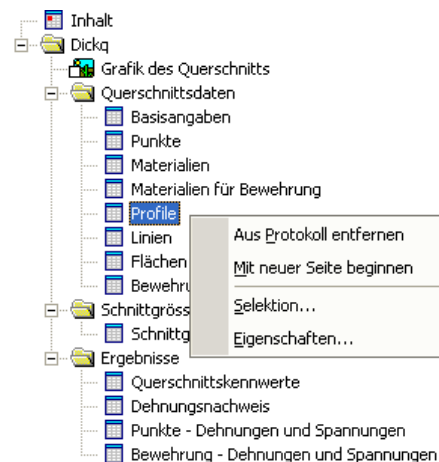 Inhalt
Dickq
Grafik des Querschnitts
Querschnittsdaten
Basisangaben
Punkte
Materialien
Materialien für Bewehrung
Profile
Linien
Flächen
Bewehru
Schnittgröss
Schnittg
Aus Protokoll entfernen
Mit neuer Seite beginnen
Selektion...
Eigenschaften...
Ergebnisse
Querschnittskennwerte
Dehnungsnachweis
Punkte - Dehnungen und Spannungen
Bewehrung - Dehnungen und Spannungen